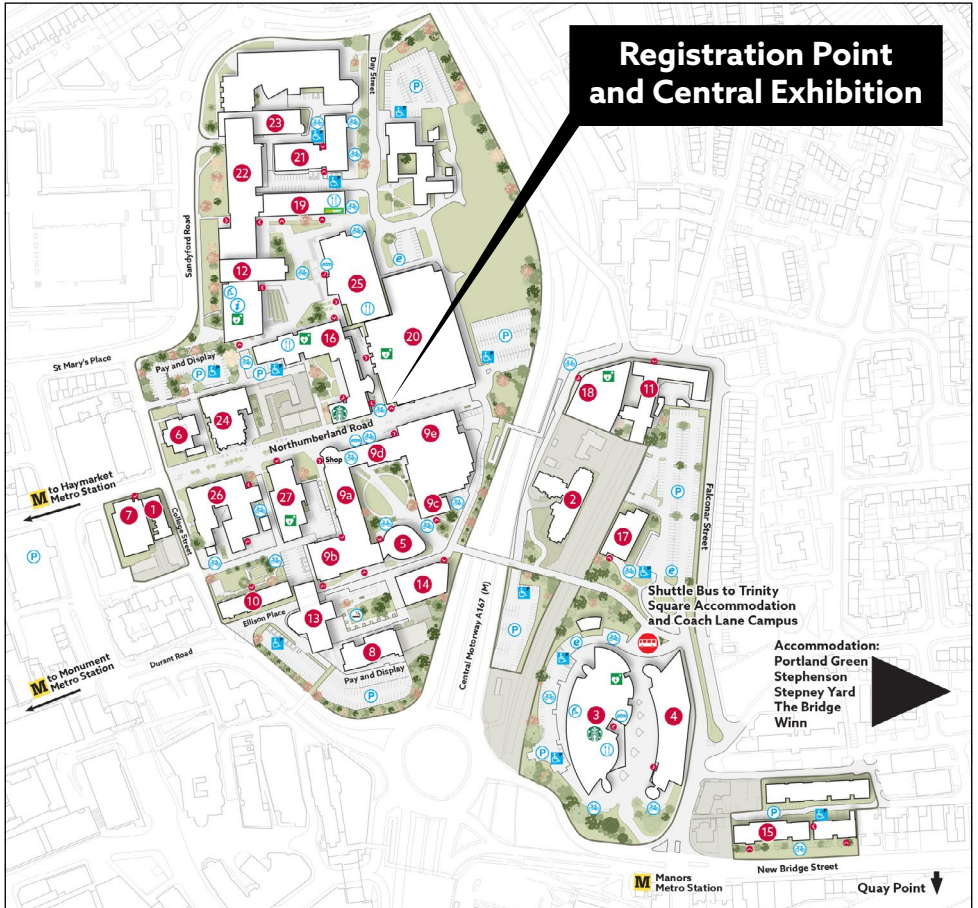 Registration Point
and Central Exhibition
Day Street
P
23
21
22
19
Sandyford Road
12
25
e
i
16
20
P
St Mary's Place
Pay and Display
P
P
18
11
6
24
Northumberland Road
9e
9d
Shop
M to Haymarket
Metro Station
7
1
College Street
26
27
9a
9c
2
Falconar Street
P
17
P
5
9b
14
e
10
Ellison Place
13
Shuttle Bus to Trinity
Square Accommodation
and Coach Lane Campus
Central Motorway A167 (M)
P
8
Durant Road
Pay and Display
P
M to Monument
Metro Station
e
3
4
P
Accommodation:
Portland Green
Stephenson
Stepney Yard
The Bridge
Winn
P
15
New Bridge Street
M Manors
Metro Station
Quay Point